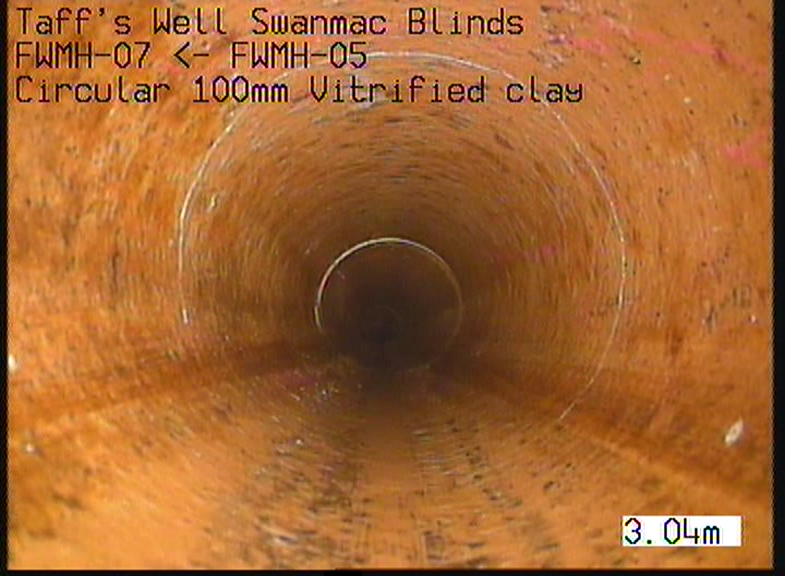 Taff's Well Swanmac Blinds
FWMH-07 <- FWMH-05
Circular 100mm Vitrified clay
3.04m